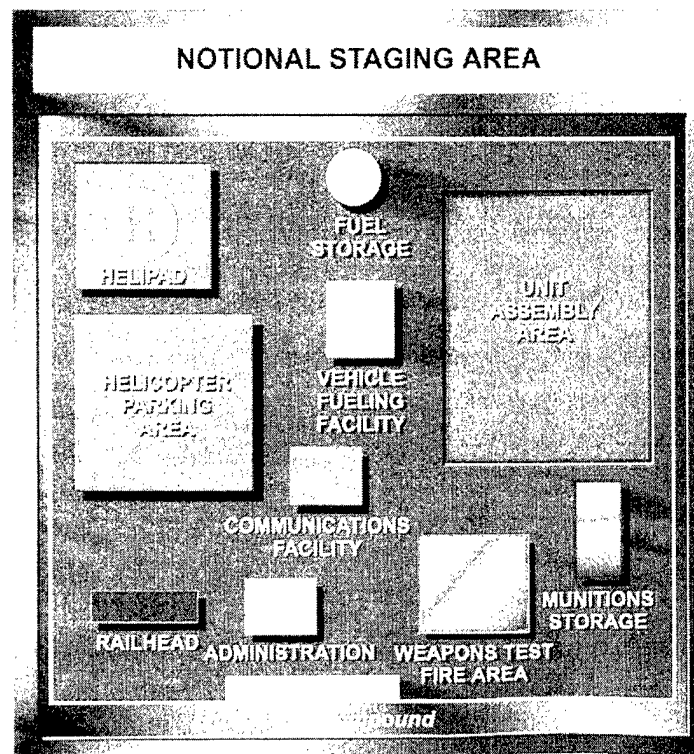 NOTIONAL STAGING AREA
H
HELIPAD
FUEL
STORAGE
UNIT
ASSEMBLY
AREA
HELICOPTER
PARKING
AREA
VEHICLE
FUELING
FACILITY
COMMUNICATIONS
FACILITY
MUNITIONS
STORAGE
RAILHEAD
ADMINISTRATION
WEAPONS TEST
FIRE AREA